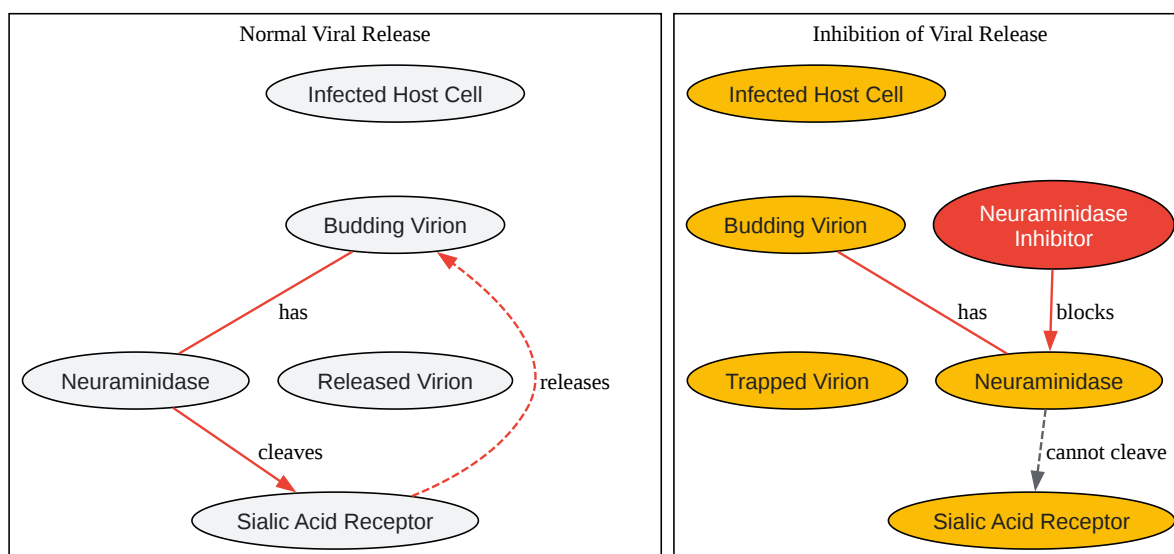 Normal Viral Release
Infected Host Cell
Budding Virion
has
Neuraminidase
Released Virion
releases
cleaves
Sialic Acid Receptor
Inhibition of Viral Release
Infected Host Cell
Budding Virion
Neuraminidase
Inhibitor
has
blocks
Trapped Virion
Neuraminidase
cannot cleave
Sialic Acid Receptor